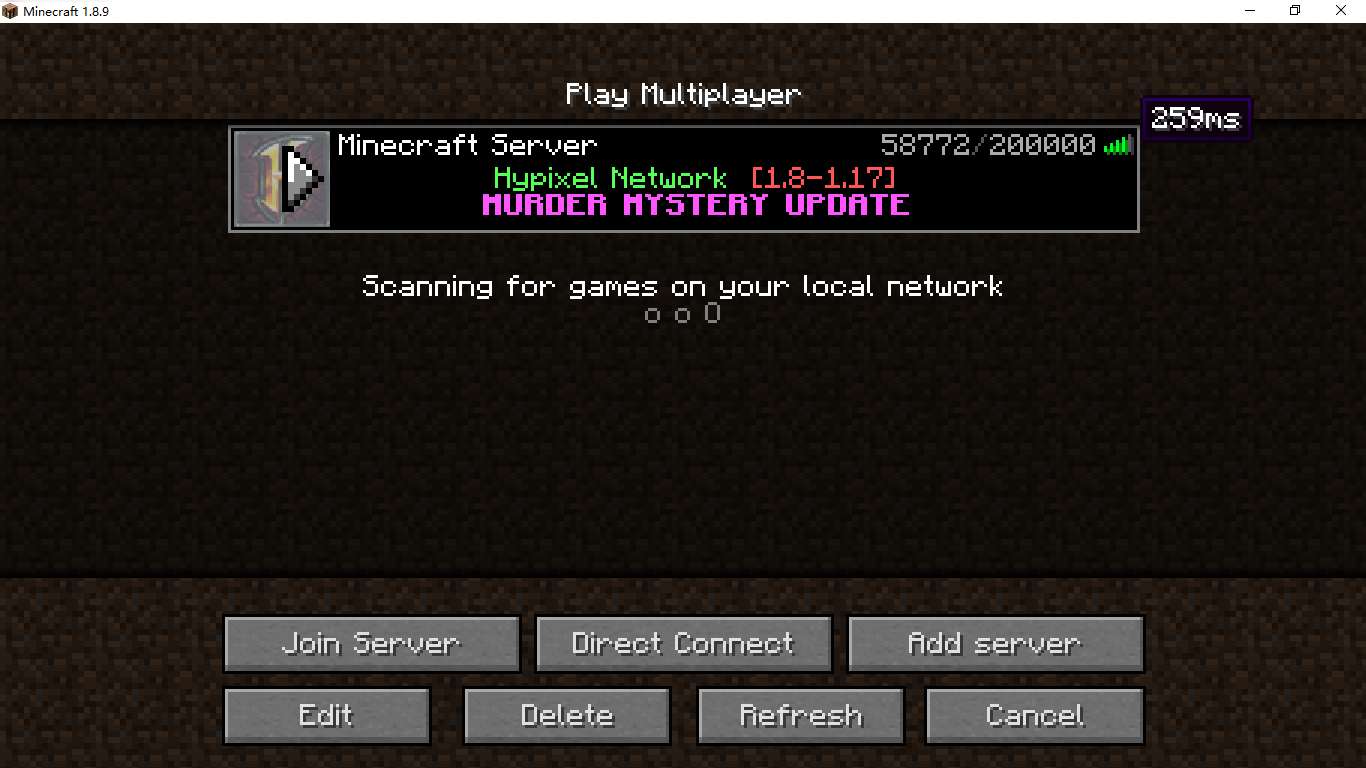 Minecraft 1.8.9
Play Multiplayer
259ms
Minecraft Server 58772/200000
Hypixel Network [1.8-1.17]
MURDER MYSTERY UPDATE
Scanning for games on your local network
o o O
Join Server Direct Connect Add server
Edit Delete Refresh Cancel